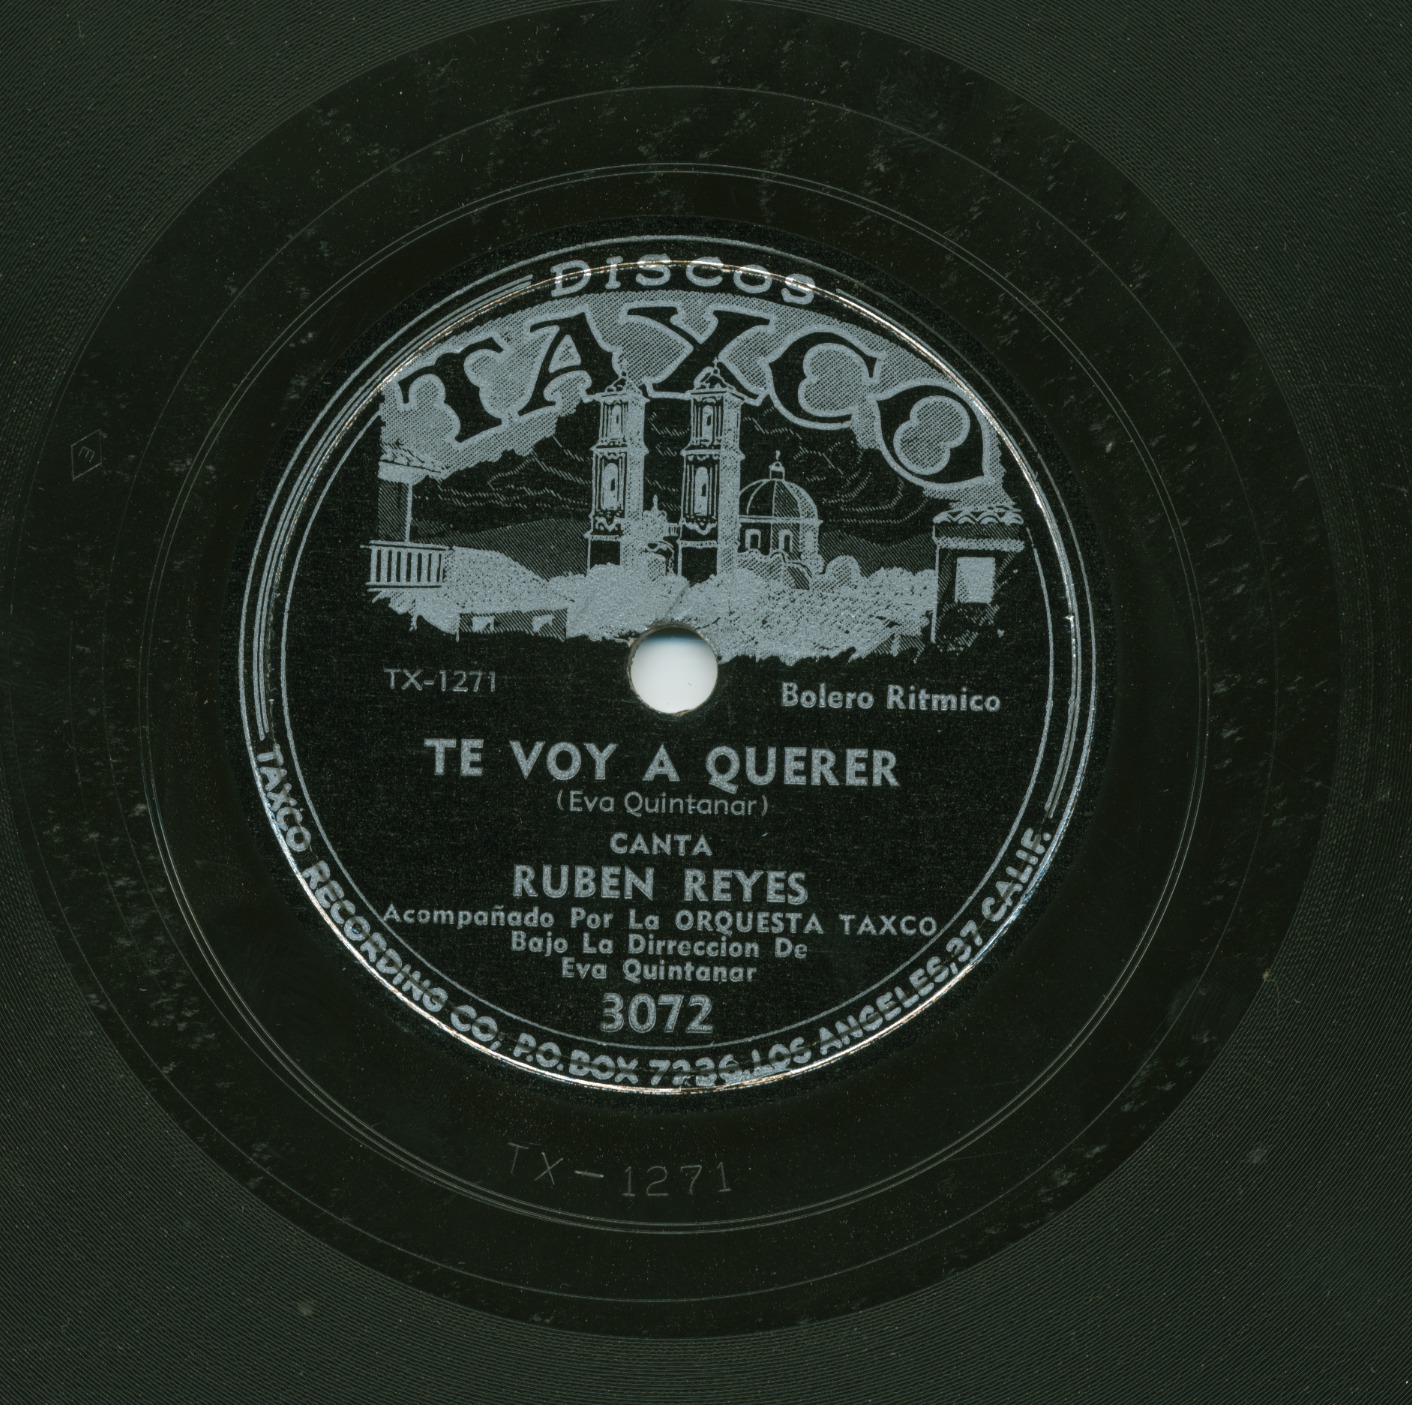 DISCOS
TAXCO
TX-1271
Bolero Ritmico
TE VOY A QUERER
(Eva Quintanar)
CANTA
RUBEN REYES
Acompañado Por La ORQUESTA TAXCO
Bajo La Dirreccion De
Eva Quintanar
3072
TAXCO RECORDING CO, P.O. BOX 7236, LOS ANGELES, 37 CALIF.
TX-1271